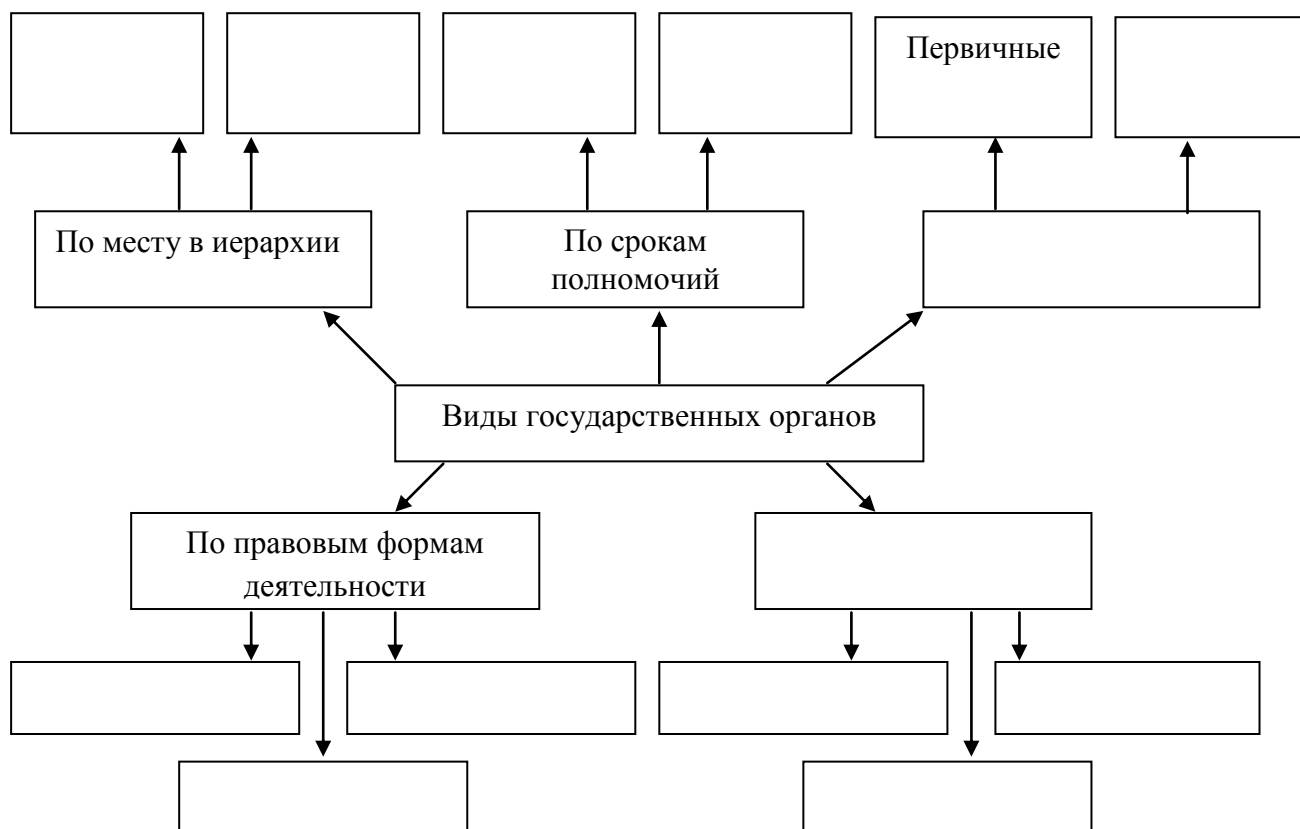 Первичные
По месту в иерархии
По срокам
полномочий
Виды государственных органов
По правовым формам
деятельности